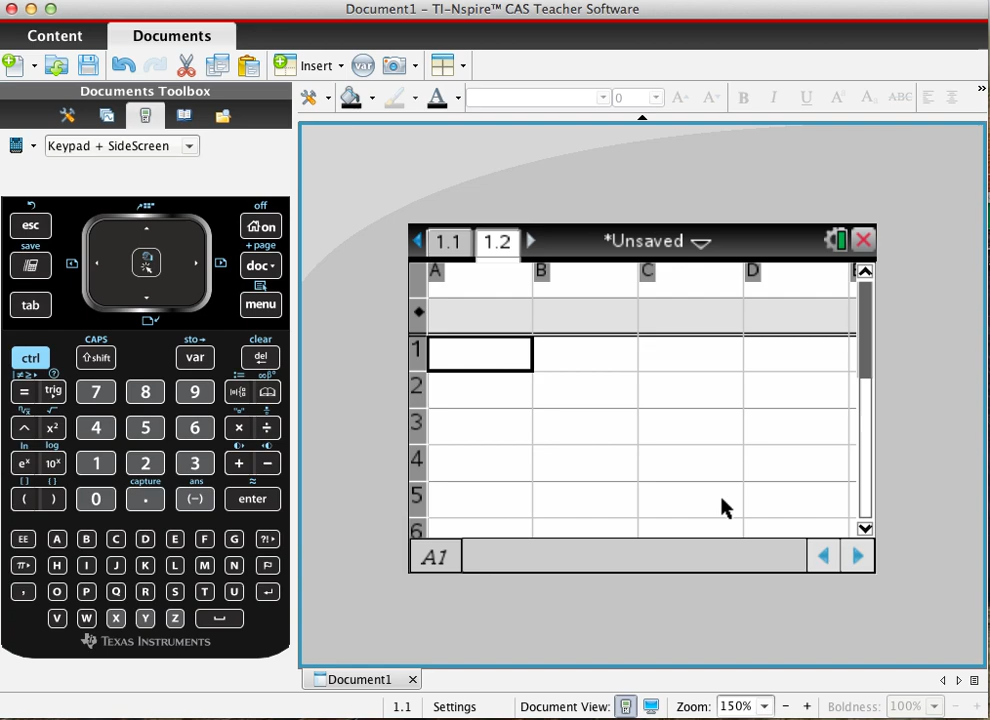 Document1 - TI-Nspire™ CAS Teacher Software
Content
Documents
Insert
var
Documents Toolbox
0
A
B
I
U
ABC
»
Keypad + SideScreen
off
esc
on
save
+ page
doc
tab
menu
CAPS
sto→
clear
ctrl
⇧shift
var
del
=
trig
7
8
9
^
x²
4
5
6
×
÷
ln
log
eˣ
10ˣ
1
2
3
+
−
[ ]
{ }
capture
ans
≈
(
)
0
.
(−)
enter
EE
A
B
C
D
E
F
G
?!▸
π▸
H
I
J
K
L
M
N
,
O
P
Q
R
S
T
U
V
W
X
Y
Z
TEXAS INSTRUMENTS
1.1
1.2
*Unsaved
A
B
C
D
1
2
3
4
5
6
A1
Document1
1.1
Settings
Document View:
Zoom:
150%
− +
Boldness:
100%
− +